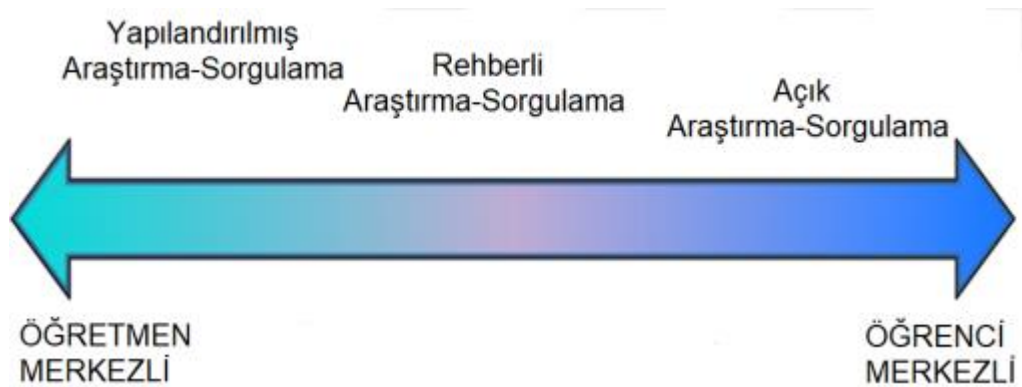 Yapılandırılmış
Araştırma-Sorgulama
Rehberli
Araştırma-Sorgulama
Açık
Araştırma-Sorgulama
ÖĞRETMEN
MERKEZLİ
ÖĞRENCİ
MERKEZLİ